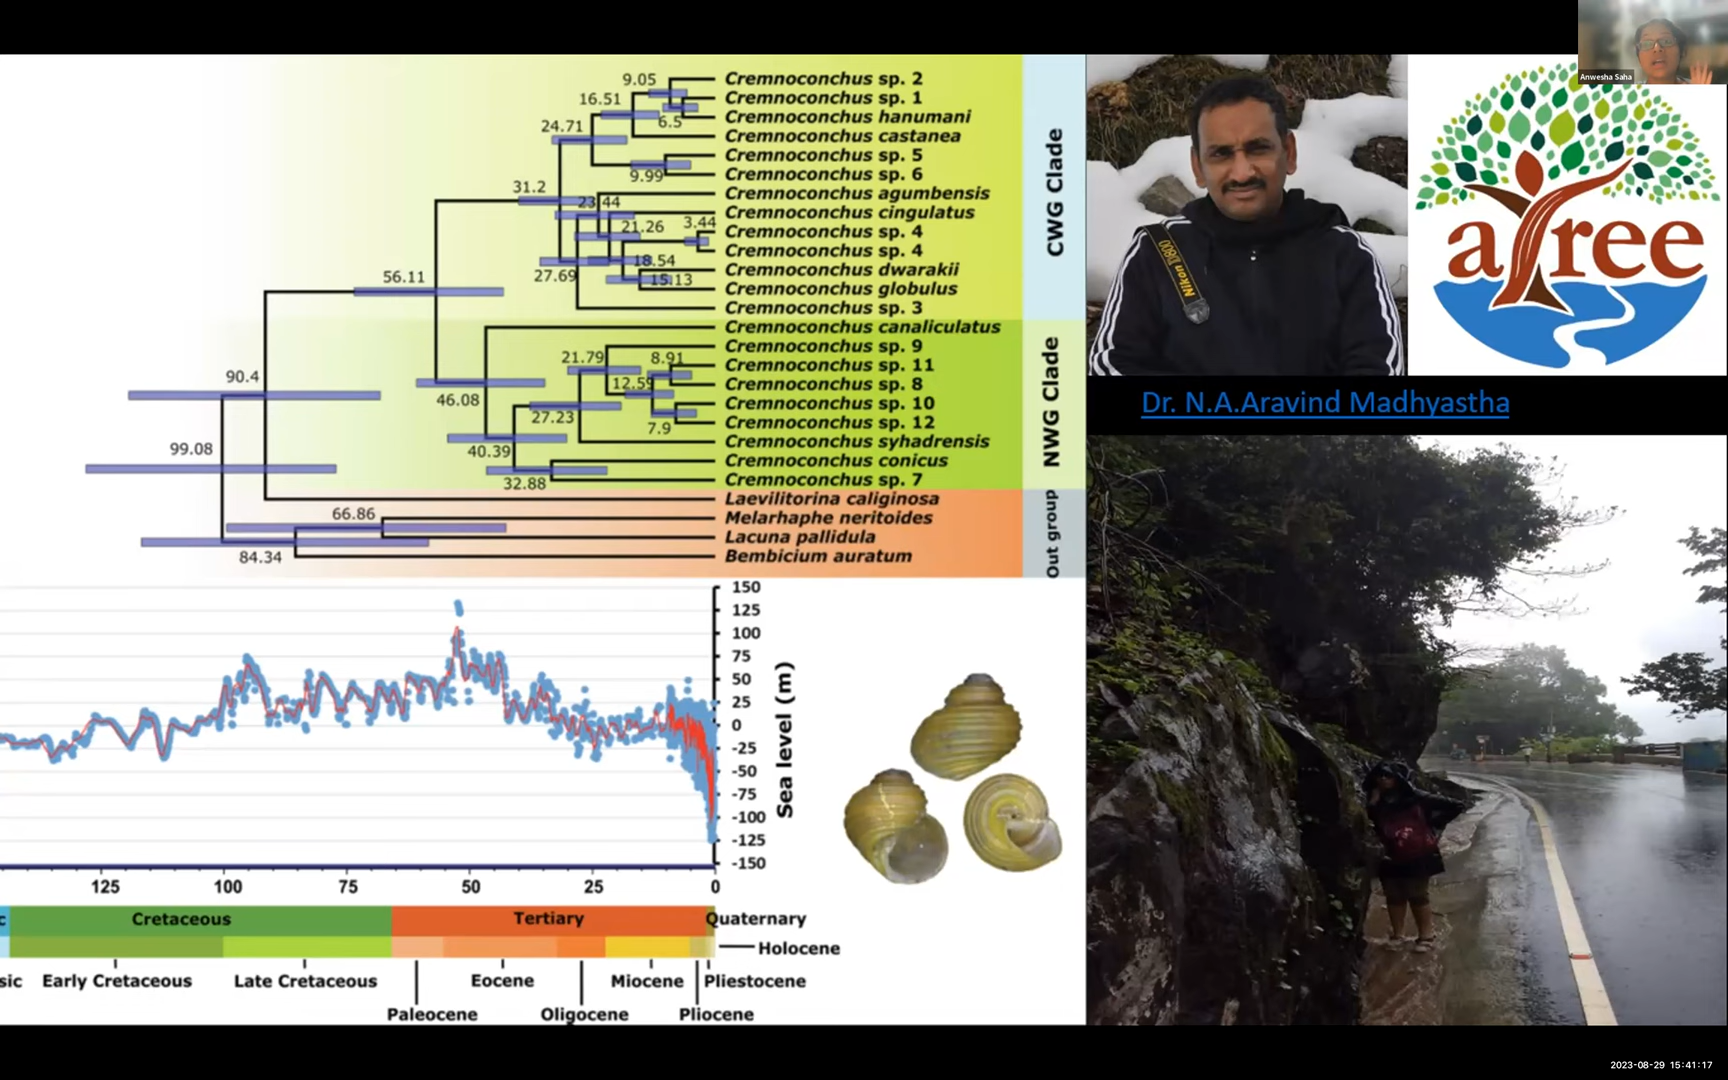 Anwesha Saha
9.05
16.51
6.5
24.71
9.99
31.2
23.44
21.26
3.44
18.54
27.69
15.13
56.11
21.79
8.91
12.59
90.4
46.08
27.23
7.9
99.08
40.39
32.88
66.86
84.34
Cremnoconchus sp. 2
Cremnoconchus sp. 1
Cremnoconchus hanumani
Cremnoconchus castanea
Cremnoconchus sp. 5
Cremnoconchus sp. 6
Cremnoconchus agumbensis
Cremnoconchus cingulatus
Cremnoconchus sp. 4
Cremnoconchus sp. 4
Cremnoconchus dwarakii
Cremnoconchus globulus
Cremnoconchus sp. 3
Cremnoconchus canaliculatus
Cremnoconchus sp. 9
Cremnoconchus sp. 11
Cremnoconchus sp. 8
Cremnoconchus sp. 10
Cremnoconchus sp. 12
Cremnoconchus syhadrensis
Cremnoconchus conicus
Cremnoconchus sp. 7
Laevilitorina caliginosa
Melarhaphe neritoides
Lacuna pallidula
Bembicium auratum
CWG Clade
NWG Clade
Out group
Nikon D800
atree
Dr. N.A.Aravind Madhyastha
150
125
100
75
50
25
0
-25
-50
-75
-100
-125
-150
Sea level (m)
125 100 75 50 25 0
c Cretaceous Tertiary Quaternary
Holocene
sic Early Cretaceous Late Cretaceous Eocene Miocene Pliestocene
Paleocene Oligocene Pliocene
2023-08-29 15:41:17